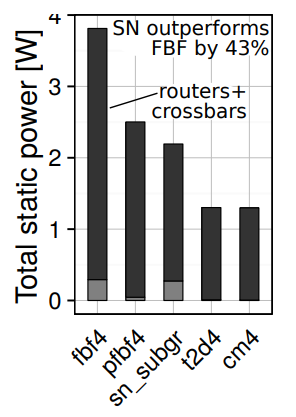 Total static power [W]
4
3
2
1
0
SN outperforms
FBF by 43%
routers+
crossbars
fbf4
pfbf4
sn_subgr
t2d4
cm4